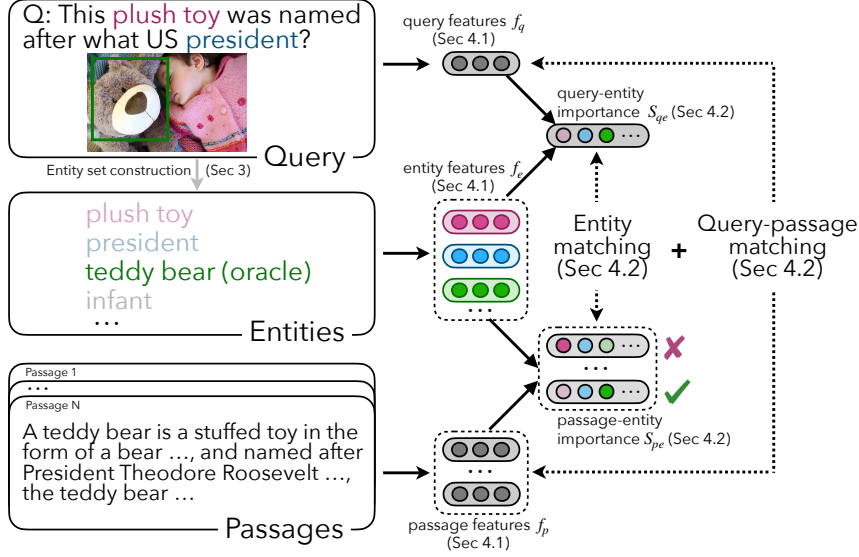 Q: This plush toy was named
after what US president?
Query
Entity set construction (Sec 3)
plush toy
president
teddy bear (oracle)
infant
...
Entities
Passage 1
...
Passage N
A teddy bear is a stuffed toy in the
form of a bear ..., and named after
President Theodore Roosevelt ...,
the teddy bear ...
Passages
query features f_q
(Sec 4.1)
query-entity
importance S_qe (Sec 4.2)
...
entity features f_e
(Sec 4.1)
...
Entity
matching
(Sec 4.2)
+
Query-passage
matching
(Sec 4.2)
...
✘
...
...
✓
passage-entity
importance S_pe (Sec 4.2)
...
passage features f_p
(Sec 4.1)